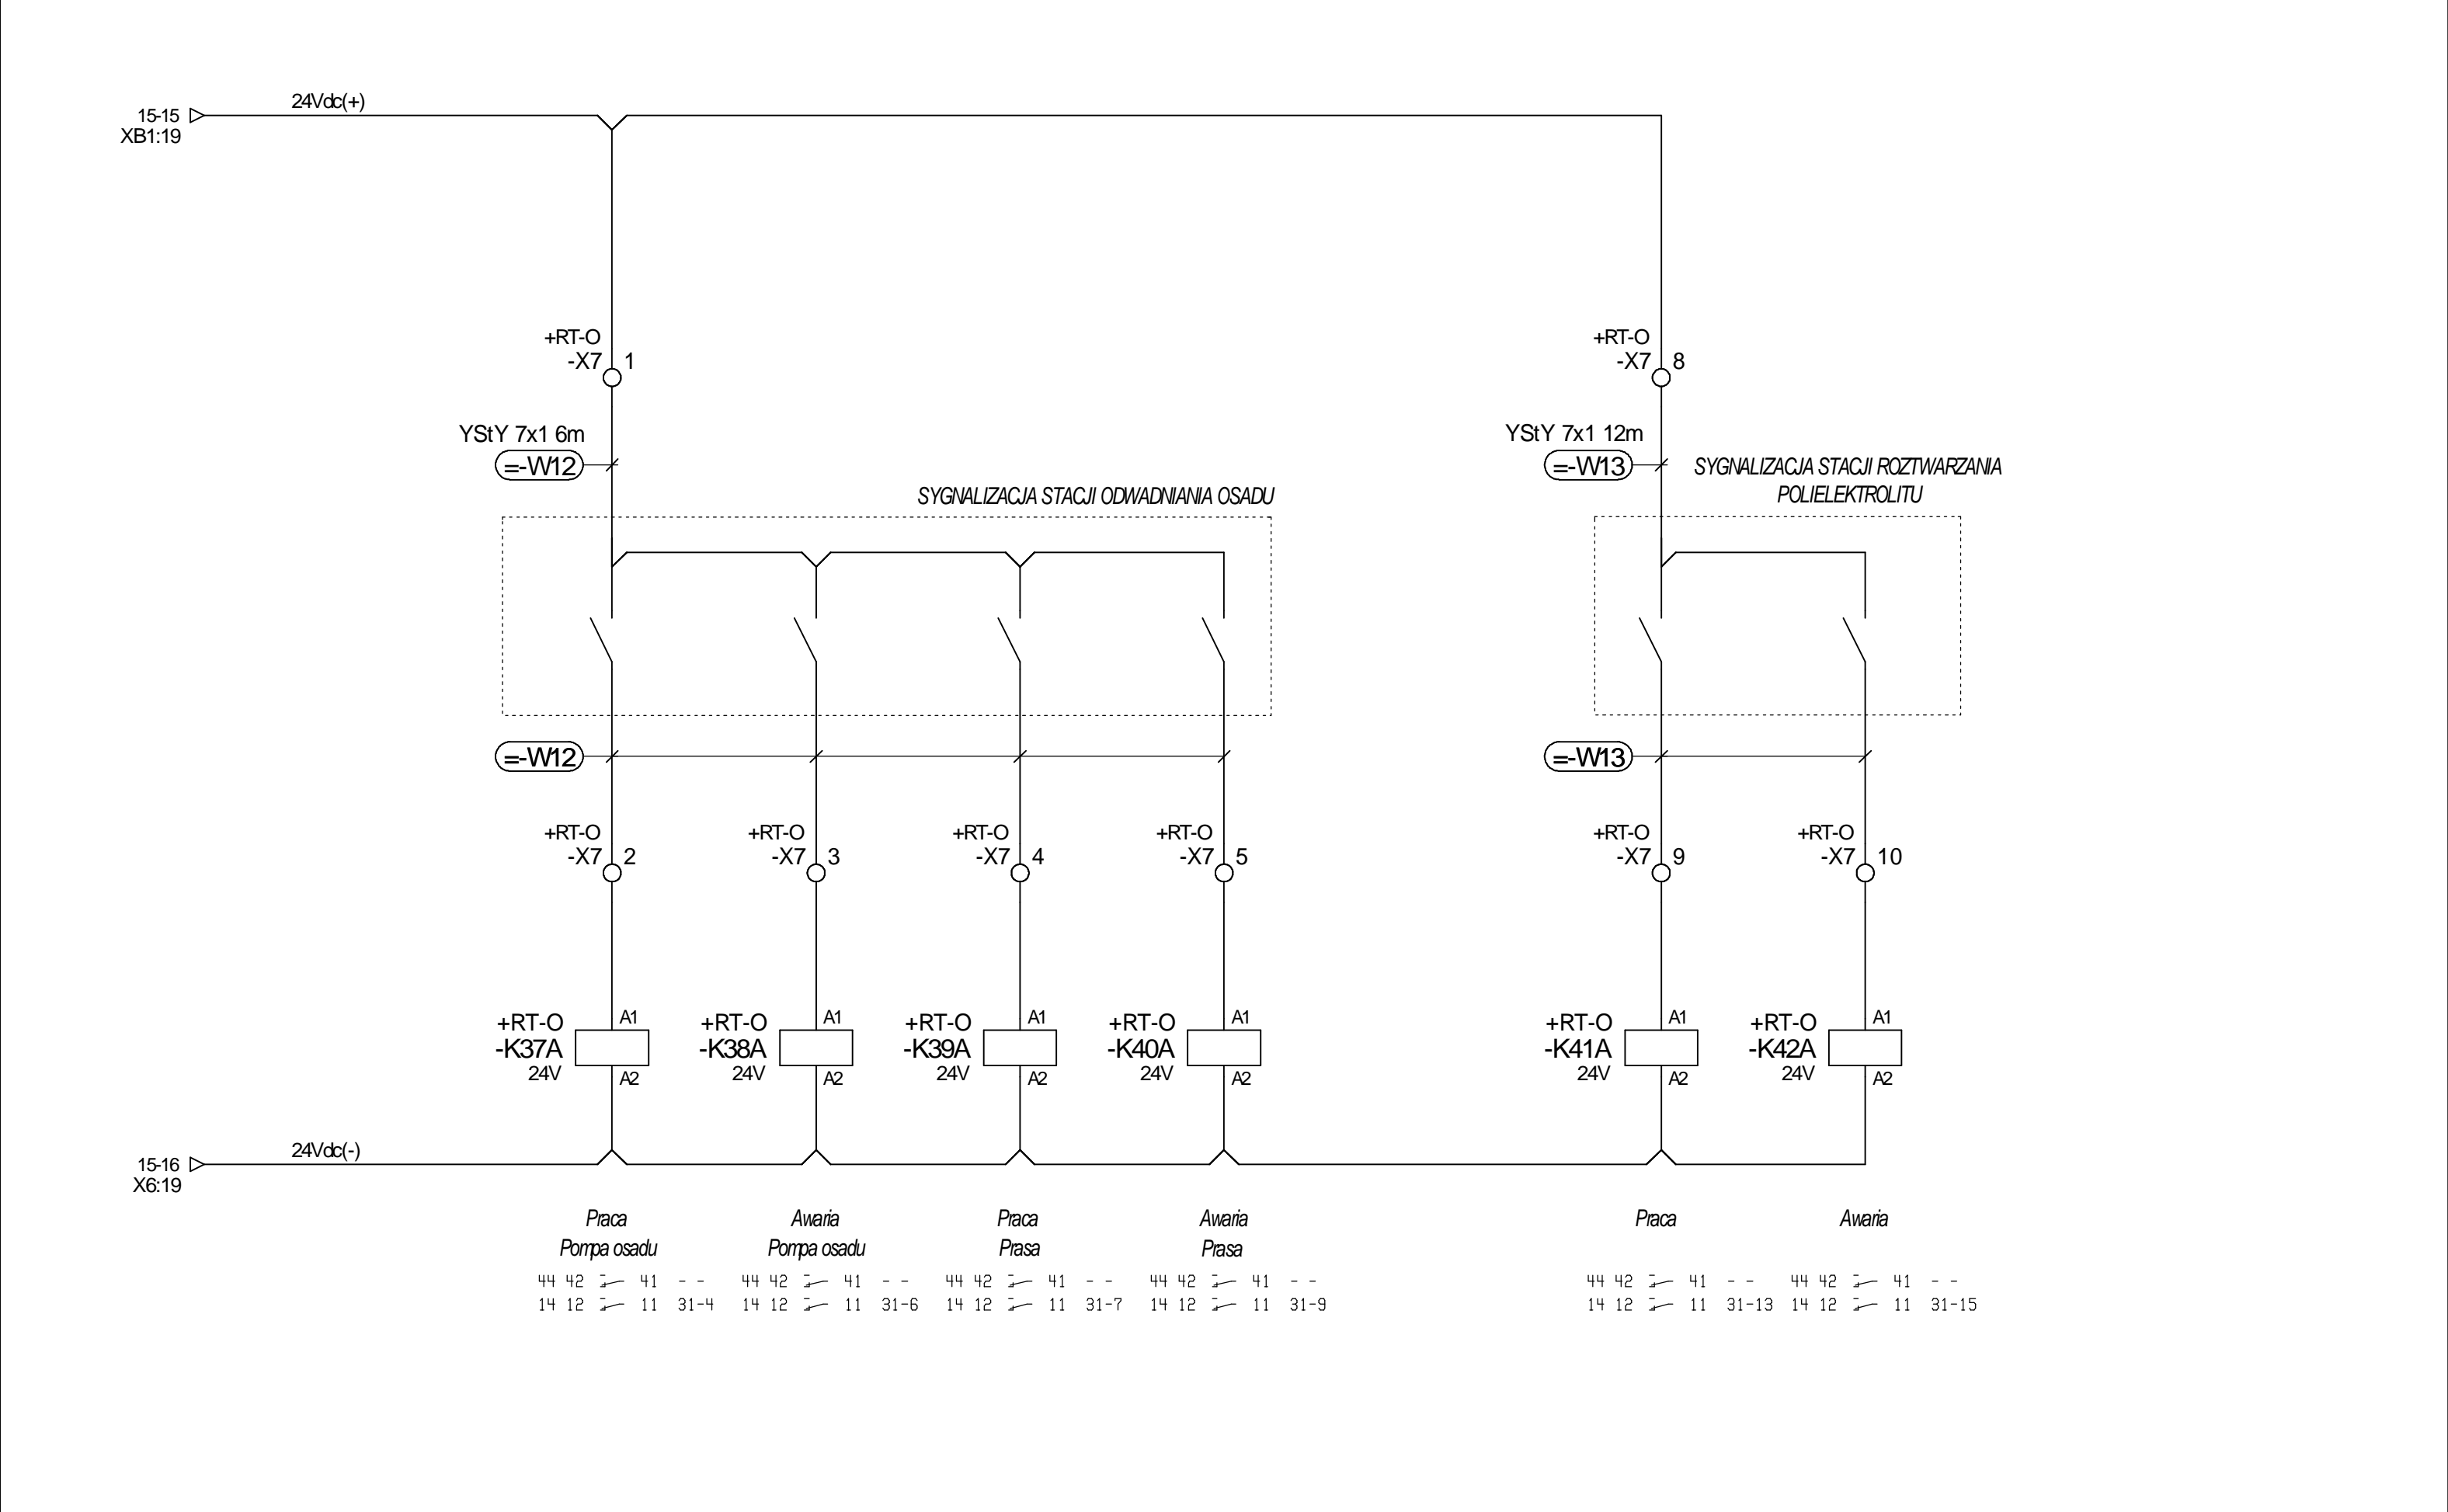 24Vdc(+)
15-15
XB1:19
+RT-O
-X7 1
+RT-O
-X7 8
YStY 7x1 6m
=-W12
YStY 7x1 12m
=-W13
SYGNALIZACJA STACJI ROZTWARZANIA
POLIELEKTROLITU
SYGNALIZACJA STACJI ODWADNIANIA OSADU
=-W12
=-W13
+RT-O
-X7 2
+RT-O
-X7 3
+RT-O
-X7 4
+RT-O
-X7 5
+RT-O
-X7 9
+RT-O
-X7 10
+RT-O A1
-K37A
24V A2
+RT-O A1
-K38A
24V A2
+RT-O A1
-K39A
24V A2
+RT-O A1
-K40A
24V A2
+RT-O A1
-K41A
24V A2
+RT-O A1
-K42A
24V A2
24Vdc(-)
15-16
X6:19
Praca
Pompa osadu
44 42 41 - -
14 12 11 31-4
Awaria
Pompa osadu
44 42 41 - -
14 12 11 31-6
Praca
Prasa
44 42 41 - -
14 12 11 31-7
Awaria
Prasa
44 42 41 - -
14 12 11 31-9
Praca
44 42 41 - -
14 12 11 31-13
Awaria
44 42 41 - -
14 12 11 31-15